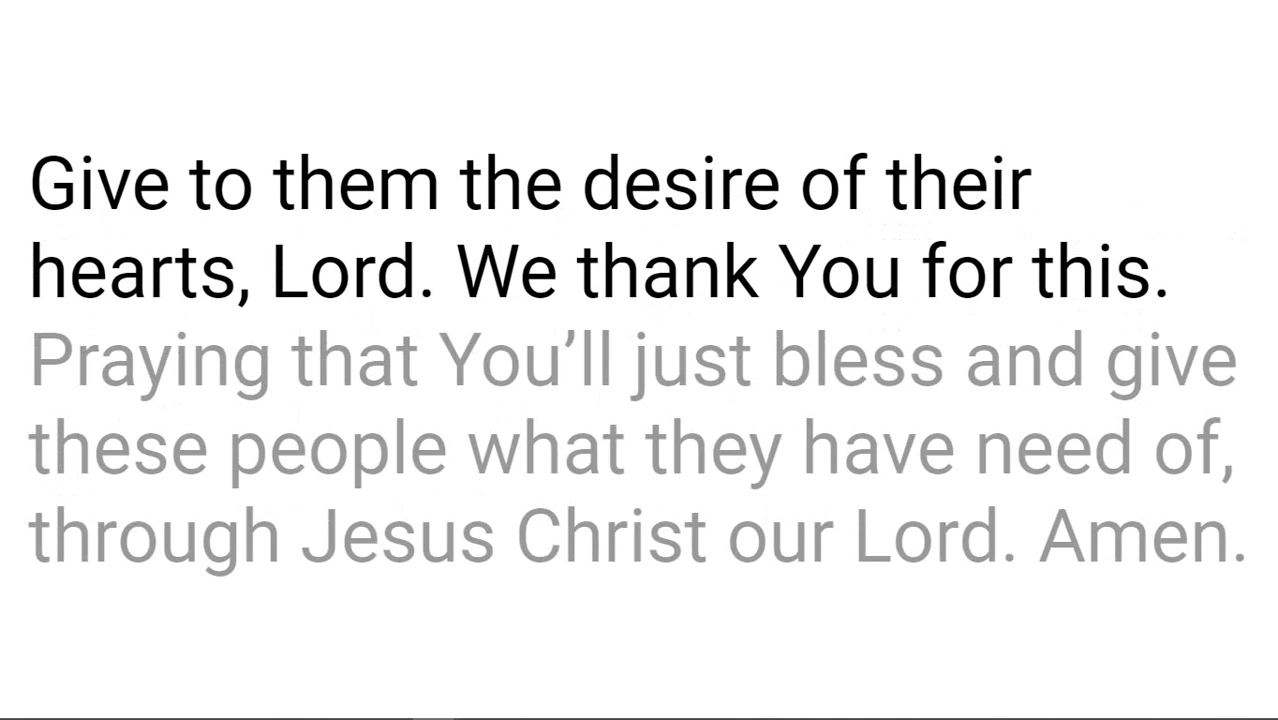 Give to them the desire of their
hearts, Lord. We thank You for this.
Praying that You’ll just bless and give
these people what they have need of,
through Jesus Christ our Lord. Amen.